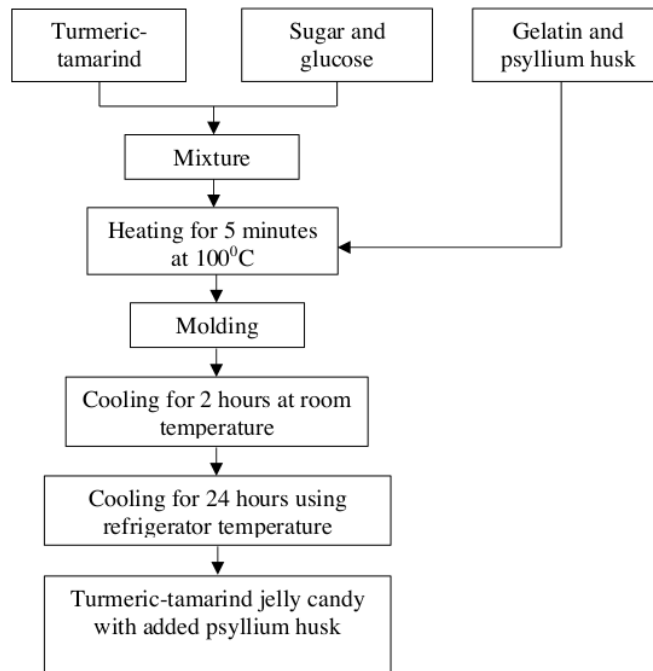 Turmeric-
tamarind
Sugar and
glucose
Gelatin and
psyllium husk
Mixture
Heating for 5 minutes
at 100⁰C
Molding
Cooling for 2 hours at room
temperature
Cooling for 24 hours using
refrigerator temperature
Turmeric-tamarind jelly candy
with added psyllium husk